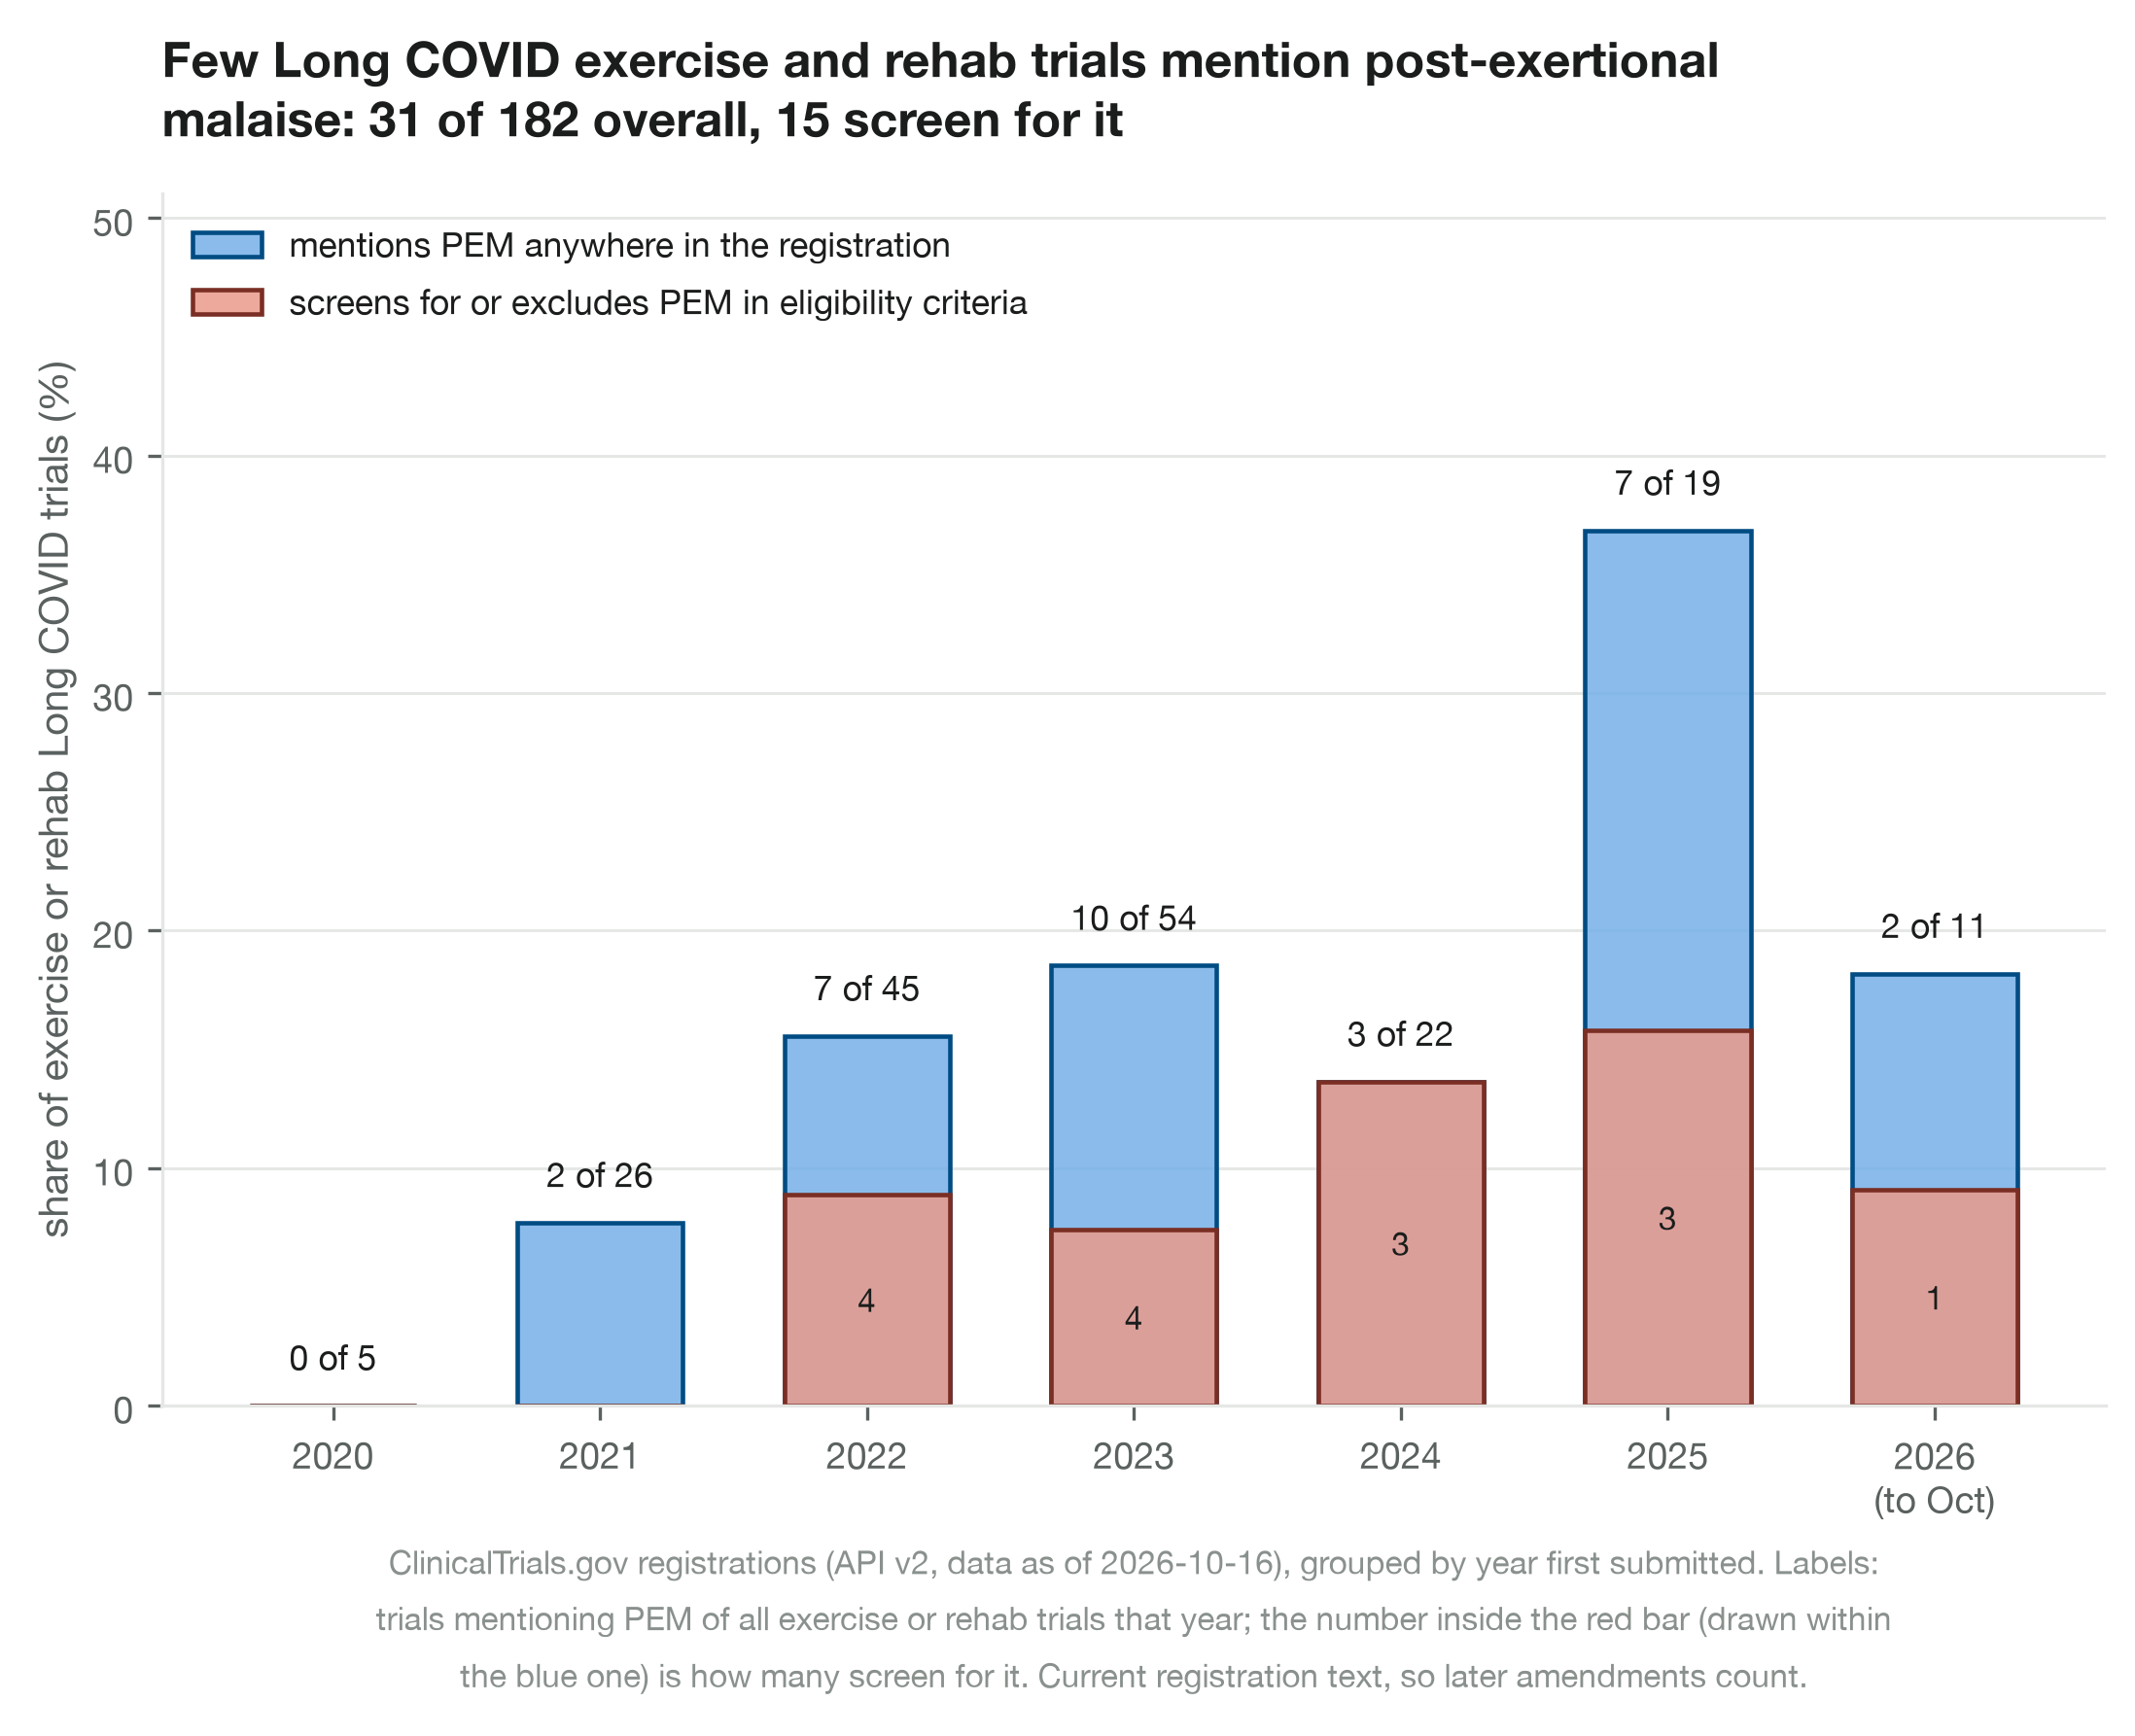 Few Long COVID exercise and rehab trials mention post-exertional
malaise: 31 of 182 overall, 15 screen for it
mentions PEM anywhere in the registration
screens for or excludes PEM in eligibility criteria
share of exercise or rehab Long COVID trials (%)
50
40
30
20
10
0
0 of 5
2 of 26
7 of 45
10 of 54
3 of 22
7 of 19
2 of 11
4
4
3
3
1
2020
2021
2022
2023
2024
2025
2026
(to Oct)
ClinicalTrials.gov registrations (API v2, data as of 2026-10-16), grouped by year first submitted. Labels:
trials mentioning PEM of all exercise or rehab trials that year; the number inside the red bar (drawn within
the blue one) is how many screen for it. Current registration text, so later amendments count.